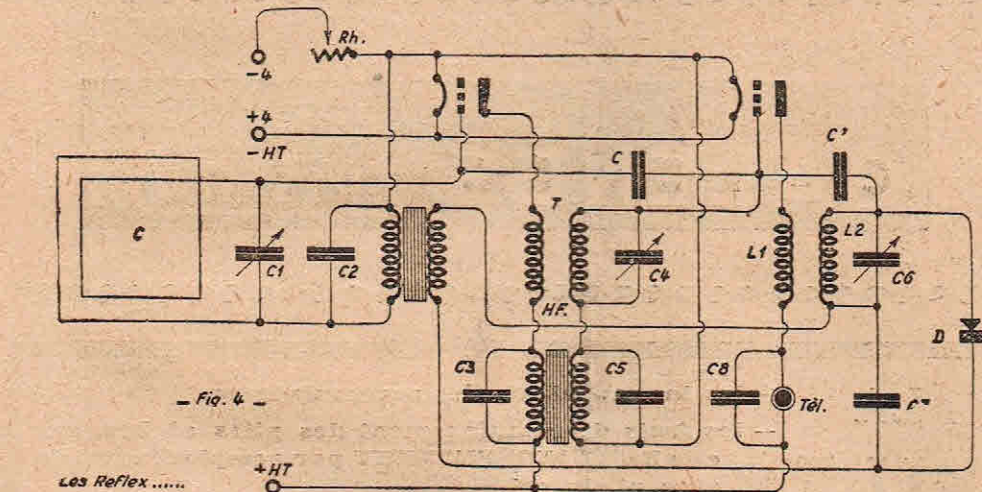 Rh.
-4
+4
-HT
C
C'
T
L1
L2
C1
C2
C4
C6
G
HF.
D
C3
C5
C8
Tél.
C"
- Fig. 4 -
+HT
Les Reflex......